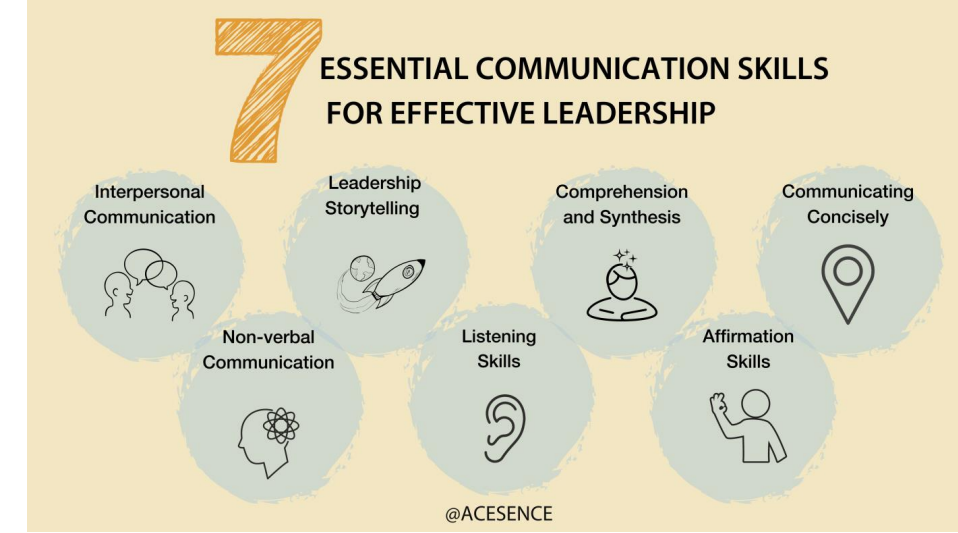 7 ESSENTIAL COMMUNICATION SKILLS
FOR EFFECTIVE LEADERSHIP
Interpersonal
Communication
Leadership
Storytelling
Comprehension
and Synthesis
Communicating
Concisely
Non-verbal
Communication
Listening
Skills
Affirmation
Skills
@ACESENCE